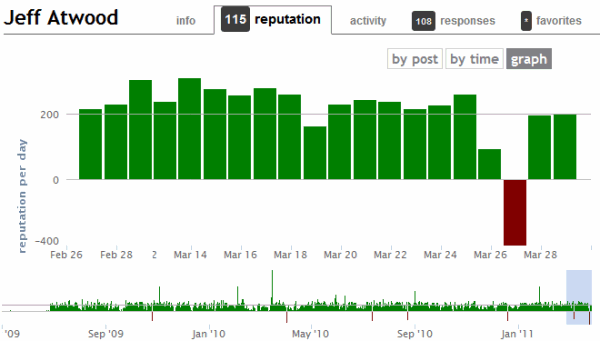 Jeff Atwood
info 115 reputation activity 108 responses * favorites
by post by time graph
200
0
-400
reputation per day
Feb 26 Feb 28 2 Mar 14 Mar 16 Mar 18 Mar 20 Mar 22 Mar 24 Mar 26 Mar 28
'09 Sep '09 Jan '10 May '10 Sep '10 Jan '11